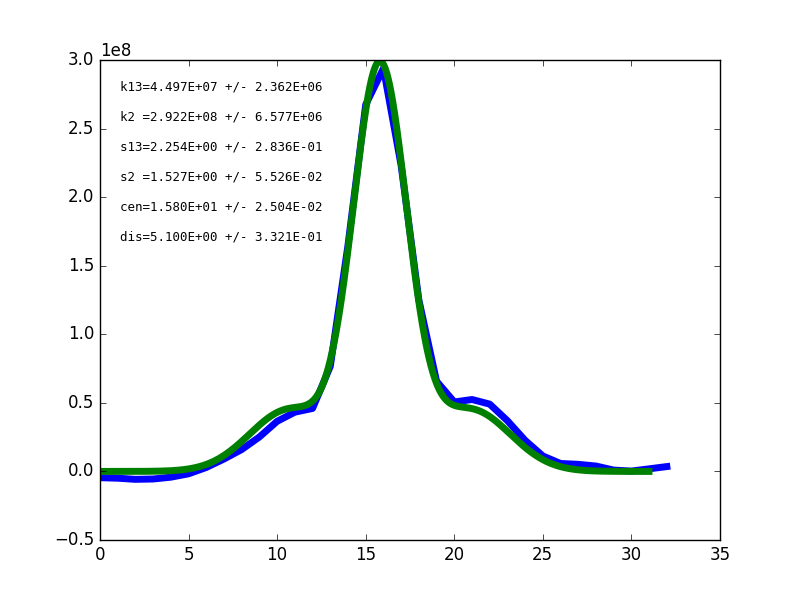 1e8
3.0
k13=4.497E+07 +/- 2.362E+06
k2 =2.922E+08 +/- 6.577E+06
2.5
s13=2.254E+00 +/- 2.836E-01
s2 =1.527E+00 +/- 5.526E-02
2.0
cen=1.580E+01 +/- 2.504E-02
dis=5.100E+00 +/- 3.321E-01
1.5
1.0
0.5
0.0
−0.5
0 5 10 15 20 25 30 35